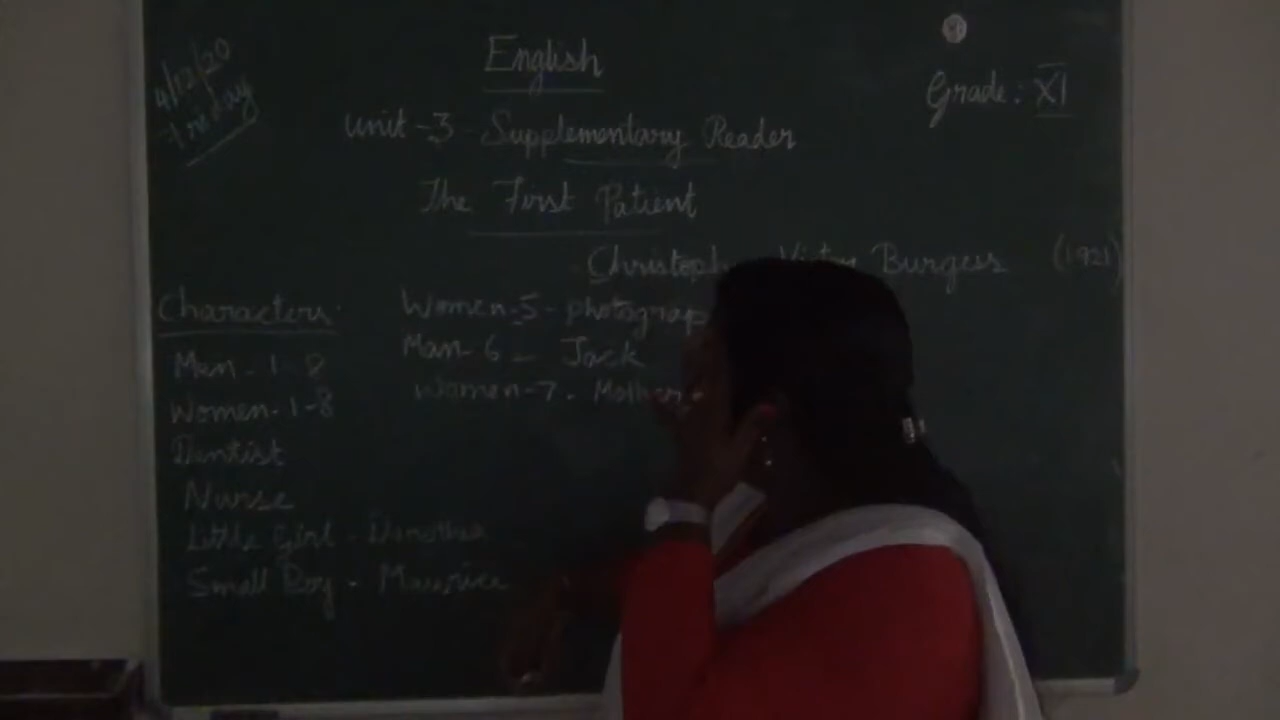 4/12/20
English
Grade: XI
Unit-3 Supplementary Reader
The First Patient
Burgess (1921)
Characters:
Women-5- photograp
Man-6 - Jack
Women-7. Mother
Man-1-8
Women-1-8
Dentist
Nurse
Little Girl - Dorothea
Small Boy - Maurice